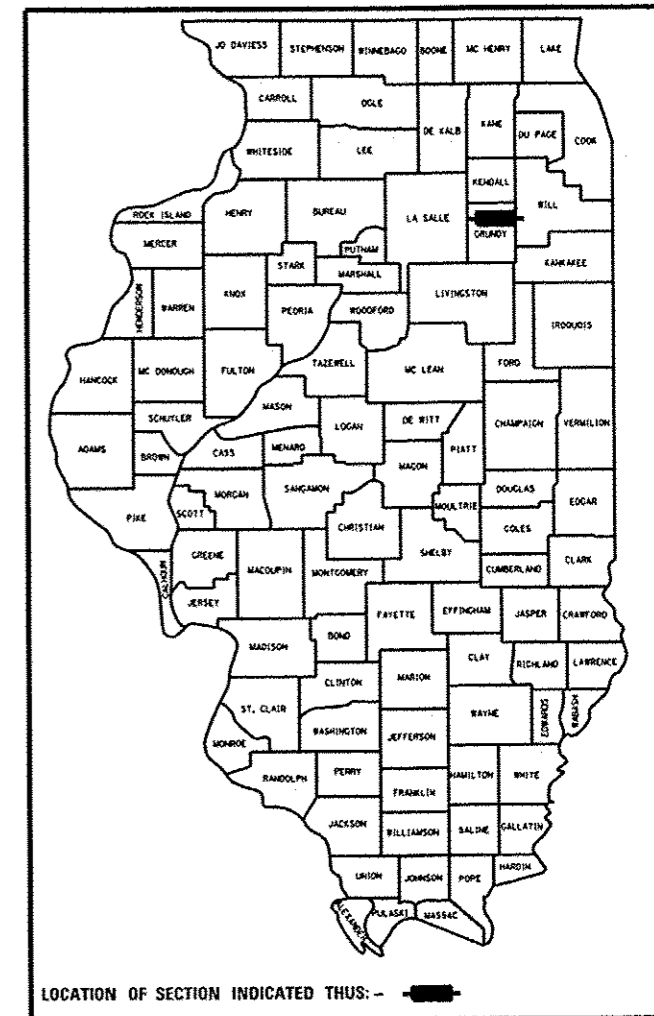 JO DAVIESS STEPHENSON WINNEBAGO BOONE MC HENRY LAKE
CARROLL OGLE DE KALB KANE DU PAGE COOK
WHITESIDE LEE
KENDALL
ROCK ISLAND HENRY BUREAU LA SALLE GRUNDY WILL
MERCER PUTNAM KANKAKEE
STARK MARSHALL LIVINGSTON
HENDERSON WARREN KNOX PEORIA WOODFORD IROQUOIS
HANCOCK MC DONOUGH FULTON TAZEWELL MC LEAN FORD
MASON
SCHUYLER LOGAN DE WITT CHAMPAIGN VERMILION
ADAMS BROWN CASS MENARD MACON PIATT
PIKE SCOTT MORGAN SANGAMON CHRISTIAN MOULTRIE DOUGLAS EDGAR
COLES
GREENE MACOUPIN MONTGOMERY SHELBY CUMBERLAND CLARK
CALHOUN
JERSEY FAYETTE EFFINGHAM JASPER CRAWFORD
MADISON BOND CLAY RICHLAND LAWRENCE
CLINTON MARION
ST. CLAIR WAYNE EDWARDS WABASH
MONROE WASHINGTON JEFFERSON
RANDOLPH PERRY HAMILTON WHITE
FRANKLIN
JACKSON WILLIAMSON SALINE GALLATIN
UNION JOHNSON POPE HARDIN
ALEXANDER PULASKI MASSAC
LOCATION OF SECTION INDICATED THUS: -